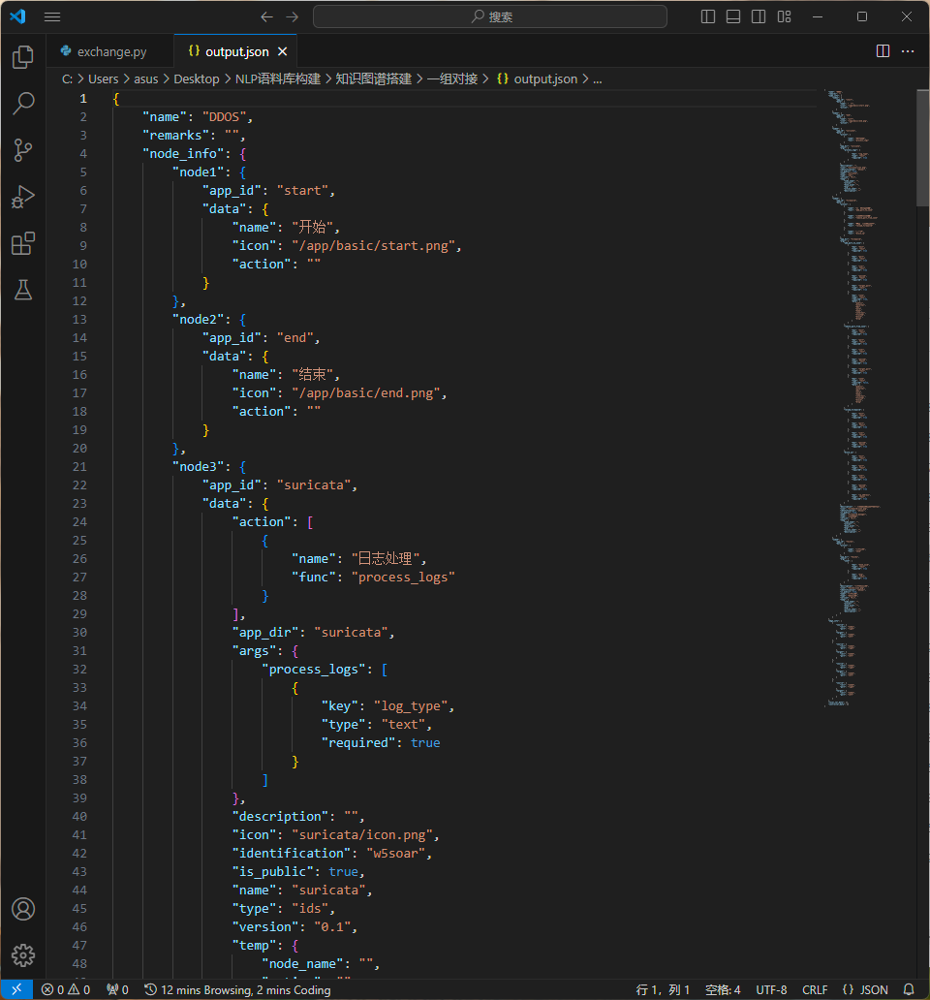 搜索
exchange.py
{} output.json
C: > Users > asus > Desktop > NLP语料库构建 > 知识图谱搭建 > 一组对接 > {} output.json > ...
1 {
2 "name": "DDOS",
3 "remarks": "",
4 "node_info": {
5 "node1": {
6 "app_id": "start",
7 "data": {
8 "name": "开始",
9 "icon": "/app/basic/start.png",
10 "action": ""
11 }
12 },
13 "node2": {
14 "app_id": "end",
15 "data": {
16 "name": "结束",
17 "icon": "/app/basic/end.png",
18 "action": ""
19 }
20 },
21 "node3": {
22 "app_id": "suricata",
23 "data": {
24 "action": [
25 {
26 "name": "日志处理",
27 "func": "process_logs"
28 }
29 ],
30 "app_dir": "suricata",
31 "args": {
32 "process_logs": [
33 {
34 "key": "log_type",
35 "type": "text",
36 "required": true
37 }
38 ]
39 },
40 "description": "",
41 "icon": "suricata/icon.png",
42 "identification": "w5soar",
43 "is_public": true,
44 "name": "suricata",
45 "type": "ids",
46 "version": "0.1",
47 "temp": {
48 "node_name": "",
0 0 0 12 mins Browsing, 2 mins Coding 行 1，列 1 空格: 4 UTF-8 CRLF {} JSON